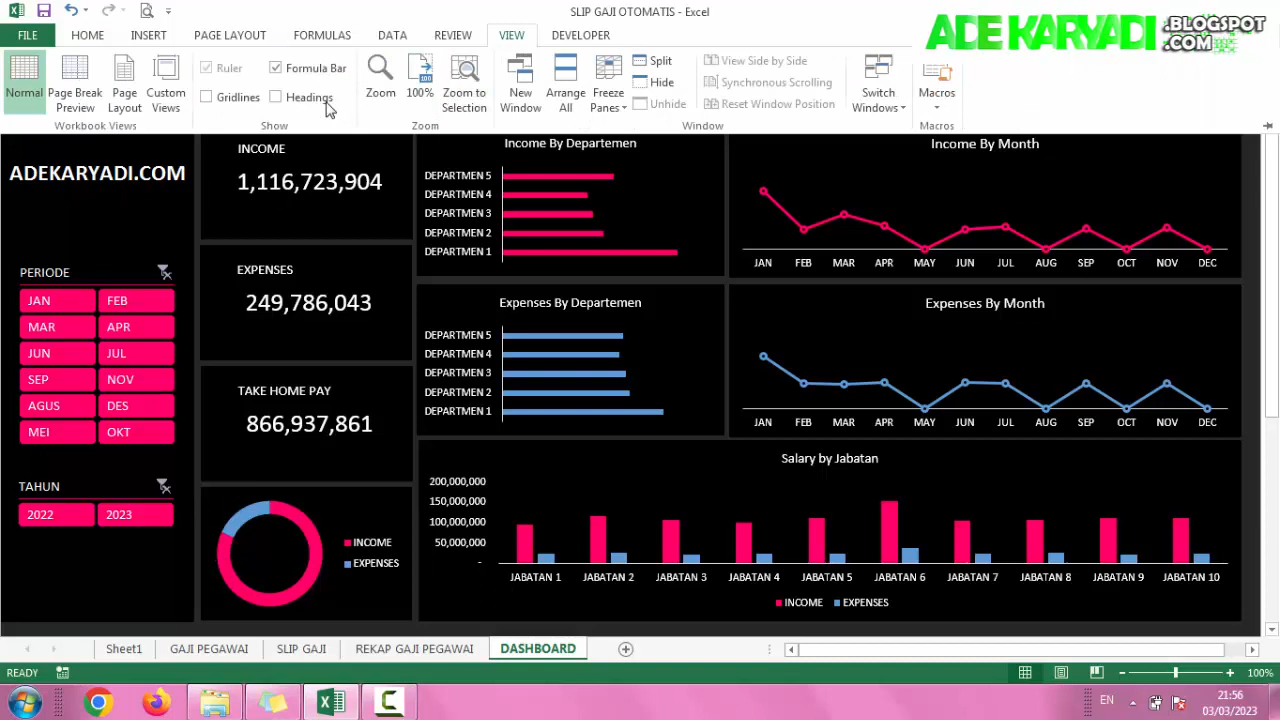 SLIP GAJI OTOMATIS - Excel
FILE
HOME
INSERT
PAGE LAYOUT
FORMULAS
DATA
REVIEW
VIEW
DEVELOPER
ADE KARYADI
.BLOGSPOT
.COM
Normal
Page Break
Preview
Page
Layout
Custom
Views
Workbook Views
Ruler
Formula Bar
Gridlines
Headings
Show
Zoom
100
100%
Zoom to
Selection
Zoom
New
Window
Arrange
All
Freeze
Panes
Split
Hide
Unhide
View Side by Side
Synchronous Scrolling
Reset Window Position
Window
Switch
Windows
Macros
Macros
ADEKARYADI.COM
PERIODE
JAN
FEB
MAR
APR
JUN
JUL
SEP
NOV
AGUS
DES
MEI
OKT
TAHUN
2022
2023
INCOME
1,116,723,904
EXPENSES
249,786,043
TAKE HOME PAY
866,937,861
INCOME
EXPENSES
Income By Departemen
DEPARTMEN 5
DEPARTMEN 4
DEPARTMEN 3
DEPARTMEN 2
DEPARTMEN 1
Income By Month
JAN FEB MAR APR MAY JUN JUL AUG SEP OCT NOV DEC
Expenses By Departemen
DEPARTMEN 5
DEPARTMEN 4
DEPARTMEN 3
DEPARTMEN 2
DEPARTMEN 1
Expenses By Month
JAN FEB MAR APR MAY JUN JUL AUG SEP OCT NOV DEC
Salary by Jabatan
200,000,000
150,000,000
100,000,000
50,000,000
-
JABATAN 1 JABATAN 2 JABATAN 3 JABATAN 4 JABATAN 5 JABATAN 6 JABATAN 7 JABATAN 8 JABATAN 9 JABATAN 10
INCOME EXPENSES
Sheet1
GAJI PEGAWAI
SLIP GAJI
REKAP GAJI PEGAWAI
DASHBOARD
READY
100%
EN
21:56
03/03/2023